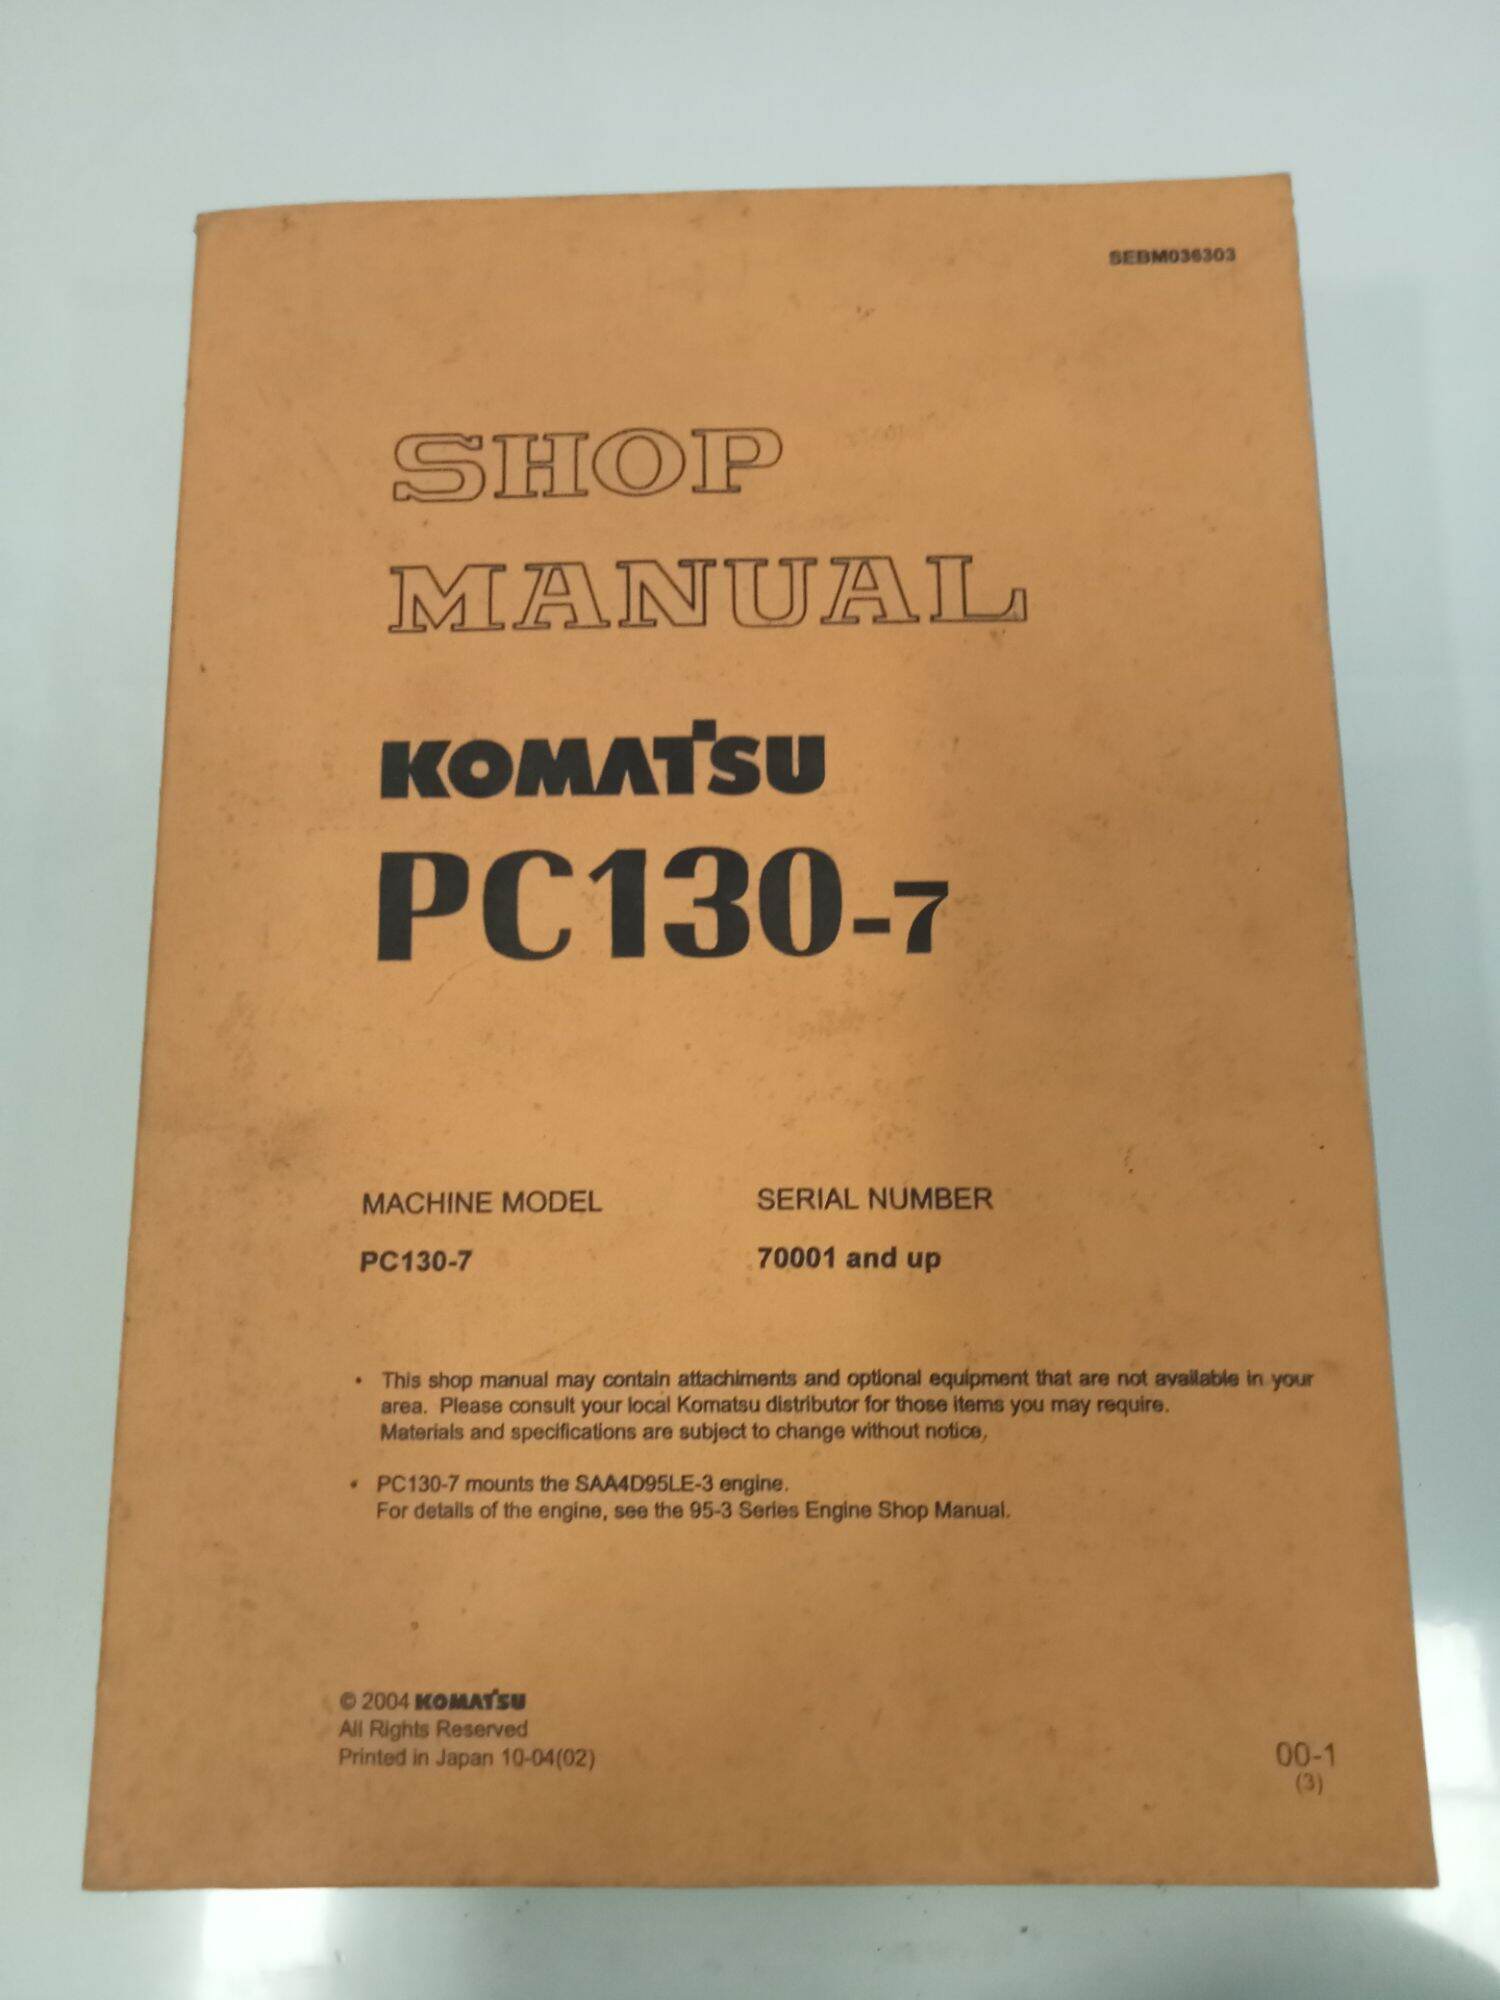 SEBM036303
SHOP
MANUAL
KOMATSU
PC130-7
MACHINE MODEL SERIAL NUMBER
PC130-7 70001 and up
• This shop manual may contain attachiments and optional equipment that are not available in your
area. Please consult your local Komatsu distributor for those items you may require.
Materials and specifications are subject to change without notice,
• PC130-7 mounts the SAA4D95LE-3 engine.
For details of the engine, see the 95-3 Series Engine Shop Manual.
© 2004 KOMATSU
All Rights Reserved
Printed in Japan 10-04(02)
00-1
(3)